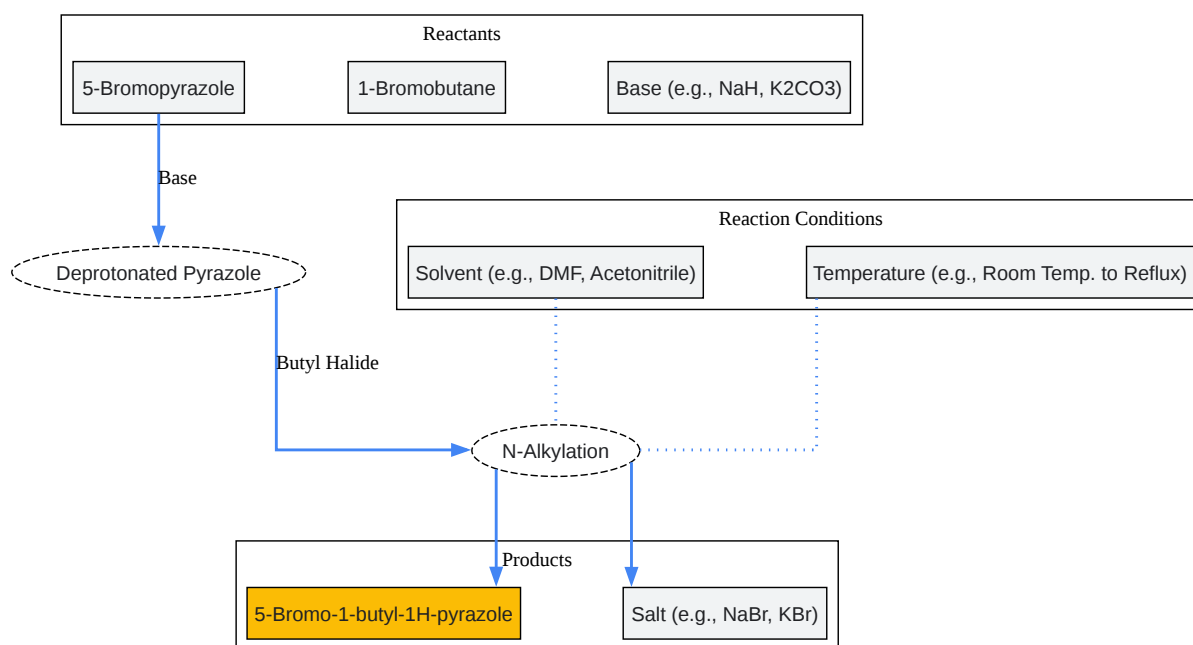 Reactants
5-Bromopyrazole
1-Bromobutane
Base (e.g., NaH, K2CO3)
Base
Reaction Conditions
Solvent (e.g., DMF, Acetonitrile)
Temperature (e.g., Room Temp. to Reflux)
Deprotonated Pyrazole
Butyl Halide
N-Alkylation
Products
5-Bromo-1-butyl-1H-pyrazole
Salt (e.g., NaBr, KBr)